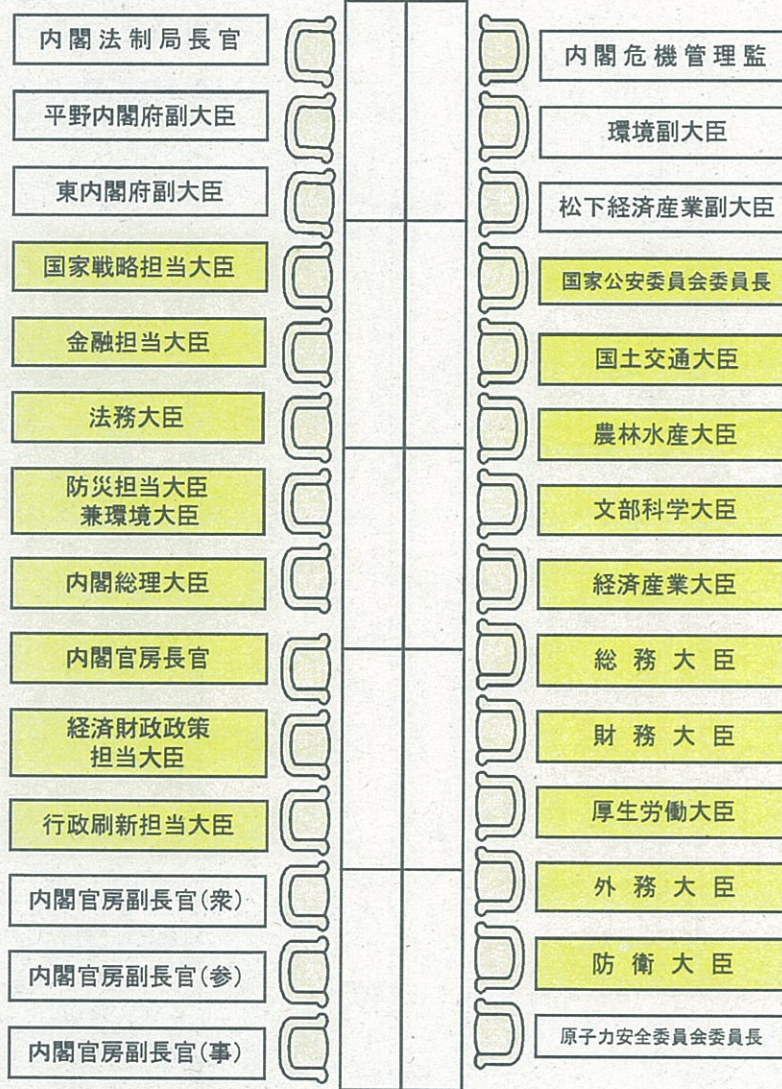 内閣法制局長官
平野内閣府副大臣
東内閣府副大臣
国家戦略担当大臣
金融担当大臣
法務大臣
防災担当大臣
兼環境大臣
内閣総理大臣
内閣官房長官
経済財政政策
担当大臣
行政刷新担当大臣
内閣官房副長官(衆)
内閣官房副長官(参)
内閣官房副長官(事)
内閣危機管理監
環境副大臣
松下経済産業副大臣
国家公安委員会委員長
国土交通大臣
農林水産大臣
文部科学大臣
経済産業大臣
総務大臣
財務大臣
厚生労働大臣
外務大臣
防衛大臣
原子力安全委員会委員長